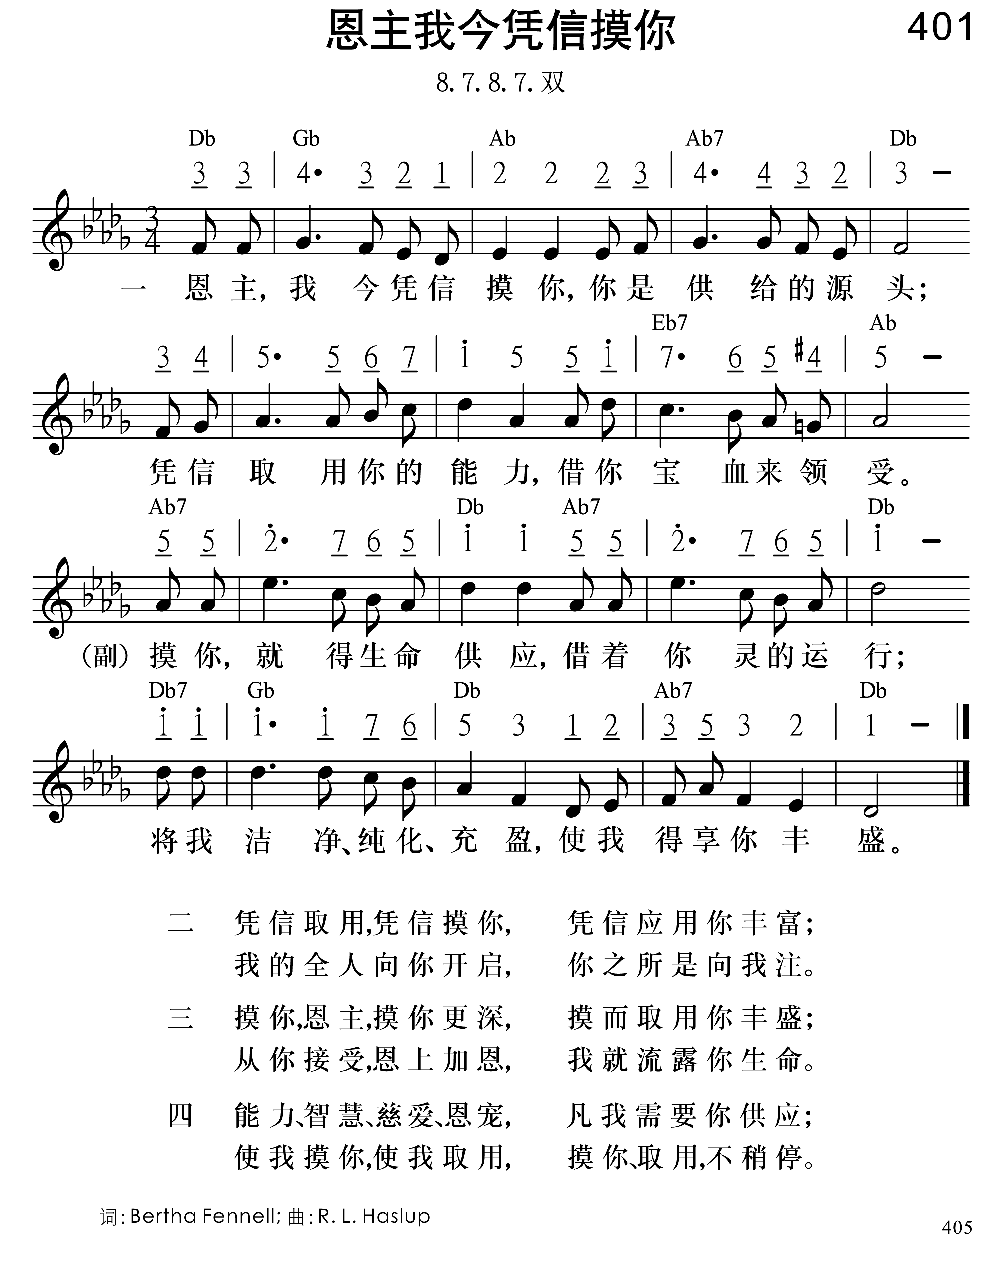 恩主我今凭信摸你
401
8. 7. 8. 7. 双
Db Gb Ab Ab7 Db
3 3 | 4• 3 2 1 | 2 2 2 3 | 4• 4 3 2 | 3 –
一 恩主,我今凭信摸你,你是供给的源头;
Eb7 Ab
3 4 | 5• 5 6 7 | i 5 5 i | 7• 6 5 #4 | 5 –
凭信取用你的能力,借你宝血来领受。
Ab7 Db Ab7 Db
5 5 | 2̇• 7 6 5 | i i 5 5 | 2̇• 7 6 5 | i –
(副)摸你,就得生命供应,借着你灵的运行;
Db7 Gb Db Ab7 Db
i i | i• i 7 6 | 5 3 1 2 | 3 5 3 2 | 1 –
将我洁净、纯化、充盈,使我得享你丰盛。
二 凭信取用,凭信摸你, 凭信应用你丰富;
我的全人向你开启, 你之所是向我注。
三 摸你,恩主,摸你更深, 摸而取用你丰盛;
从你接受,恩上加恩, 我就流露你生命。
四 能力、智慧、慈爱、恩宠, 凡我需要你供应;
使我摸你,使我取用, 摸你、取用,不稍停。
词: Bertha Fennell; 曲: R. L. Haslup
405